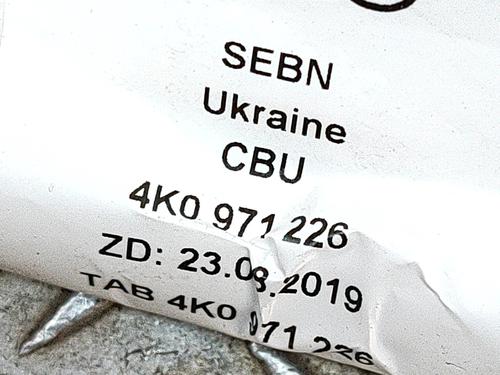 SEBN
Ukraine
CBU
4K0 971 226
ZD: 23.08.2019
TAB 4K0 971 226